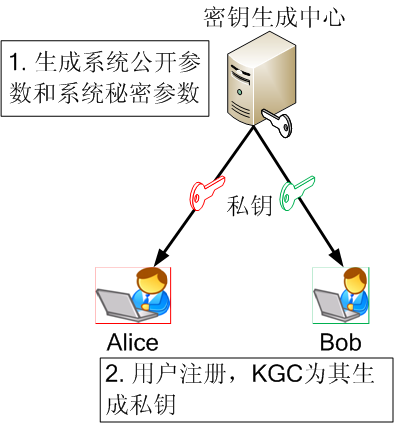 密钥生成中心
1. 生成系统公开参
数和系统秘密参数
私钥
Alice
Bob
2. 用户注册，KGC为其生
成私钥